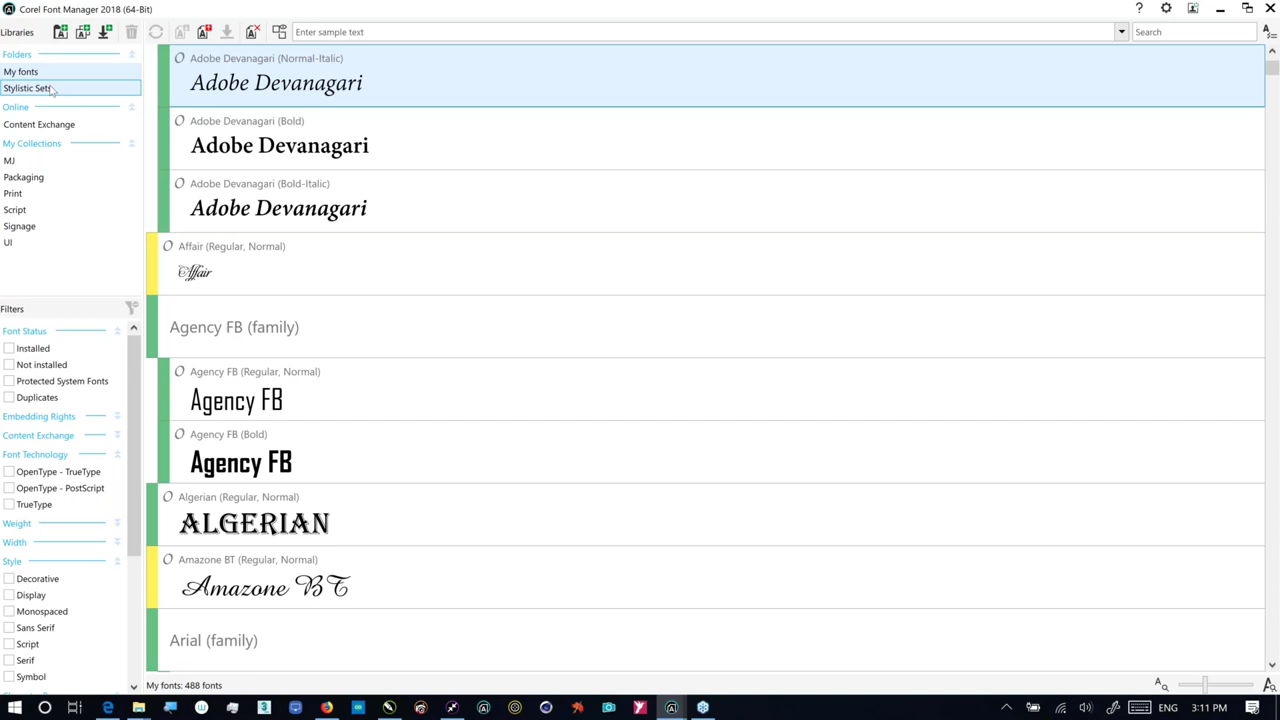 Corel Font Manager 2018 (64-Bit)
Libraries
Enter sample text
Search
Folders
My fonts
Stylistic Sets
Online
Content Exchange
My Collections
MJ
Packaging
Print
Script
Signage
UI
Filters
Font Status
Installed
Not installed
Protected System Fonts
Duplicates
Embedding Rights
Content Exchange
Font Technology
OpenType - TrueType
OpenType - PostScript
TrueType
Weight
Width
Style
Decorative
Display
Monospaced
Sans Serif
Script
Serif
Symbol
Adobe Devanagari (Normal-Italic)
Adobe Devanagari
Adobe Devanagari (Bold)
Adobe Devanagari
Adobe Devanagari (Bold-Italic)
Adobe Devanagari
Affair (Regular, Normal)
Affair
Agency FB (family)
Agency FB (Regular, Normal)
Agency FB
Agency FB (Bold)
Agency FB
Algerian (Regular, Normal)
ALGERIAN
Amazone BT (Regular, Normal)
Amazone BT
Arial (family)
My fonts: 488 fonts
3:11 PM